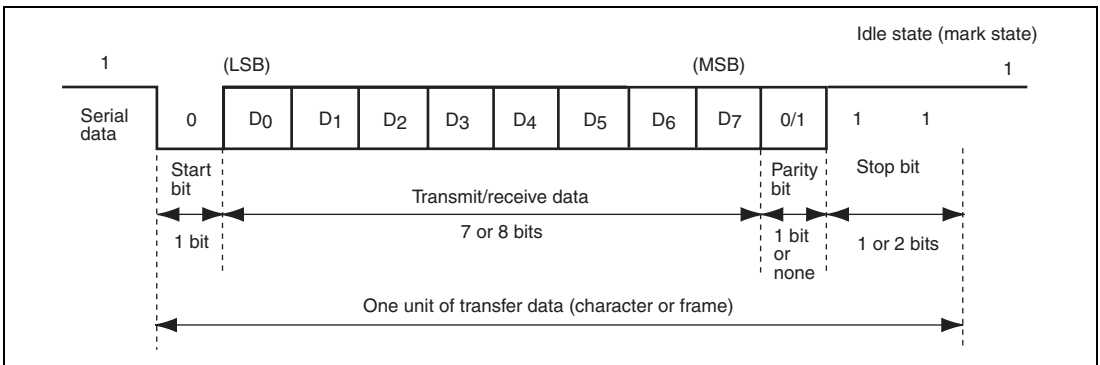 Idle state (mark state)
1 (LSB) (MSB) 1
Serial
data
0 D0 D1 D2 D3 D4 D5 D6 D7 0/1 1 1
Start
bit
Transmit/receive data
Parity
bit
Stop bit
1 bit
7 or 8 bits
1 bit
or
none
1 or 2 bits
One unit of transfer data (character or frame)